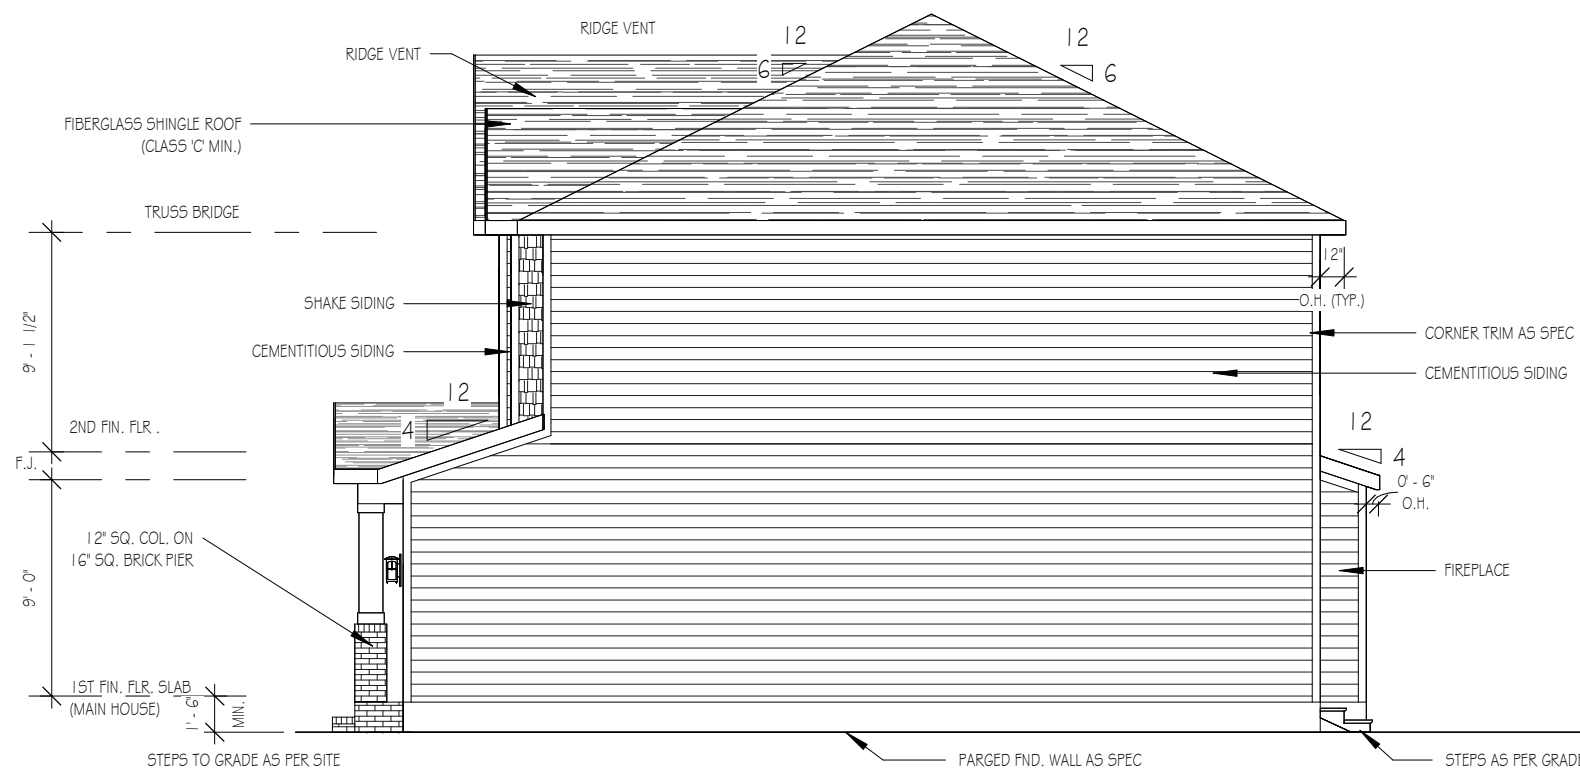 RIDGE VENT
12
12
RIDGE VENT
6
6
FIBERGLASS SHINGLE ROOF
(CLASS 'C' MIN.)
TRUSS BRIDGE
12"
O.H. (TYP.)
SHAKE SIDING
9' - 1 1/2"
CORNER TRIM AS SPEC
CEMENTITIOUS SIDING
CEMENTITIOUS SIDING
12
4
12
4
2ND FIN. FLR .
F.J.
0' - 6"
O.H.
12" SQ. COL. ON
16" SQ. BRICK PIER
9' - 0"
FIREPLACE
1ST FIN. FLR. SLAB
(MAIN HOUSE)
1' - 6"
MIN.
STEPS TO GRADE AS PER SITE
PARGED FND. WALL AS SPEC
STEPS AS PER GRADE